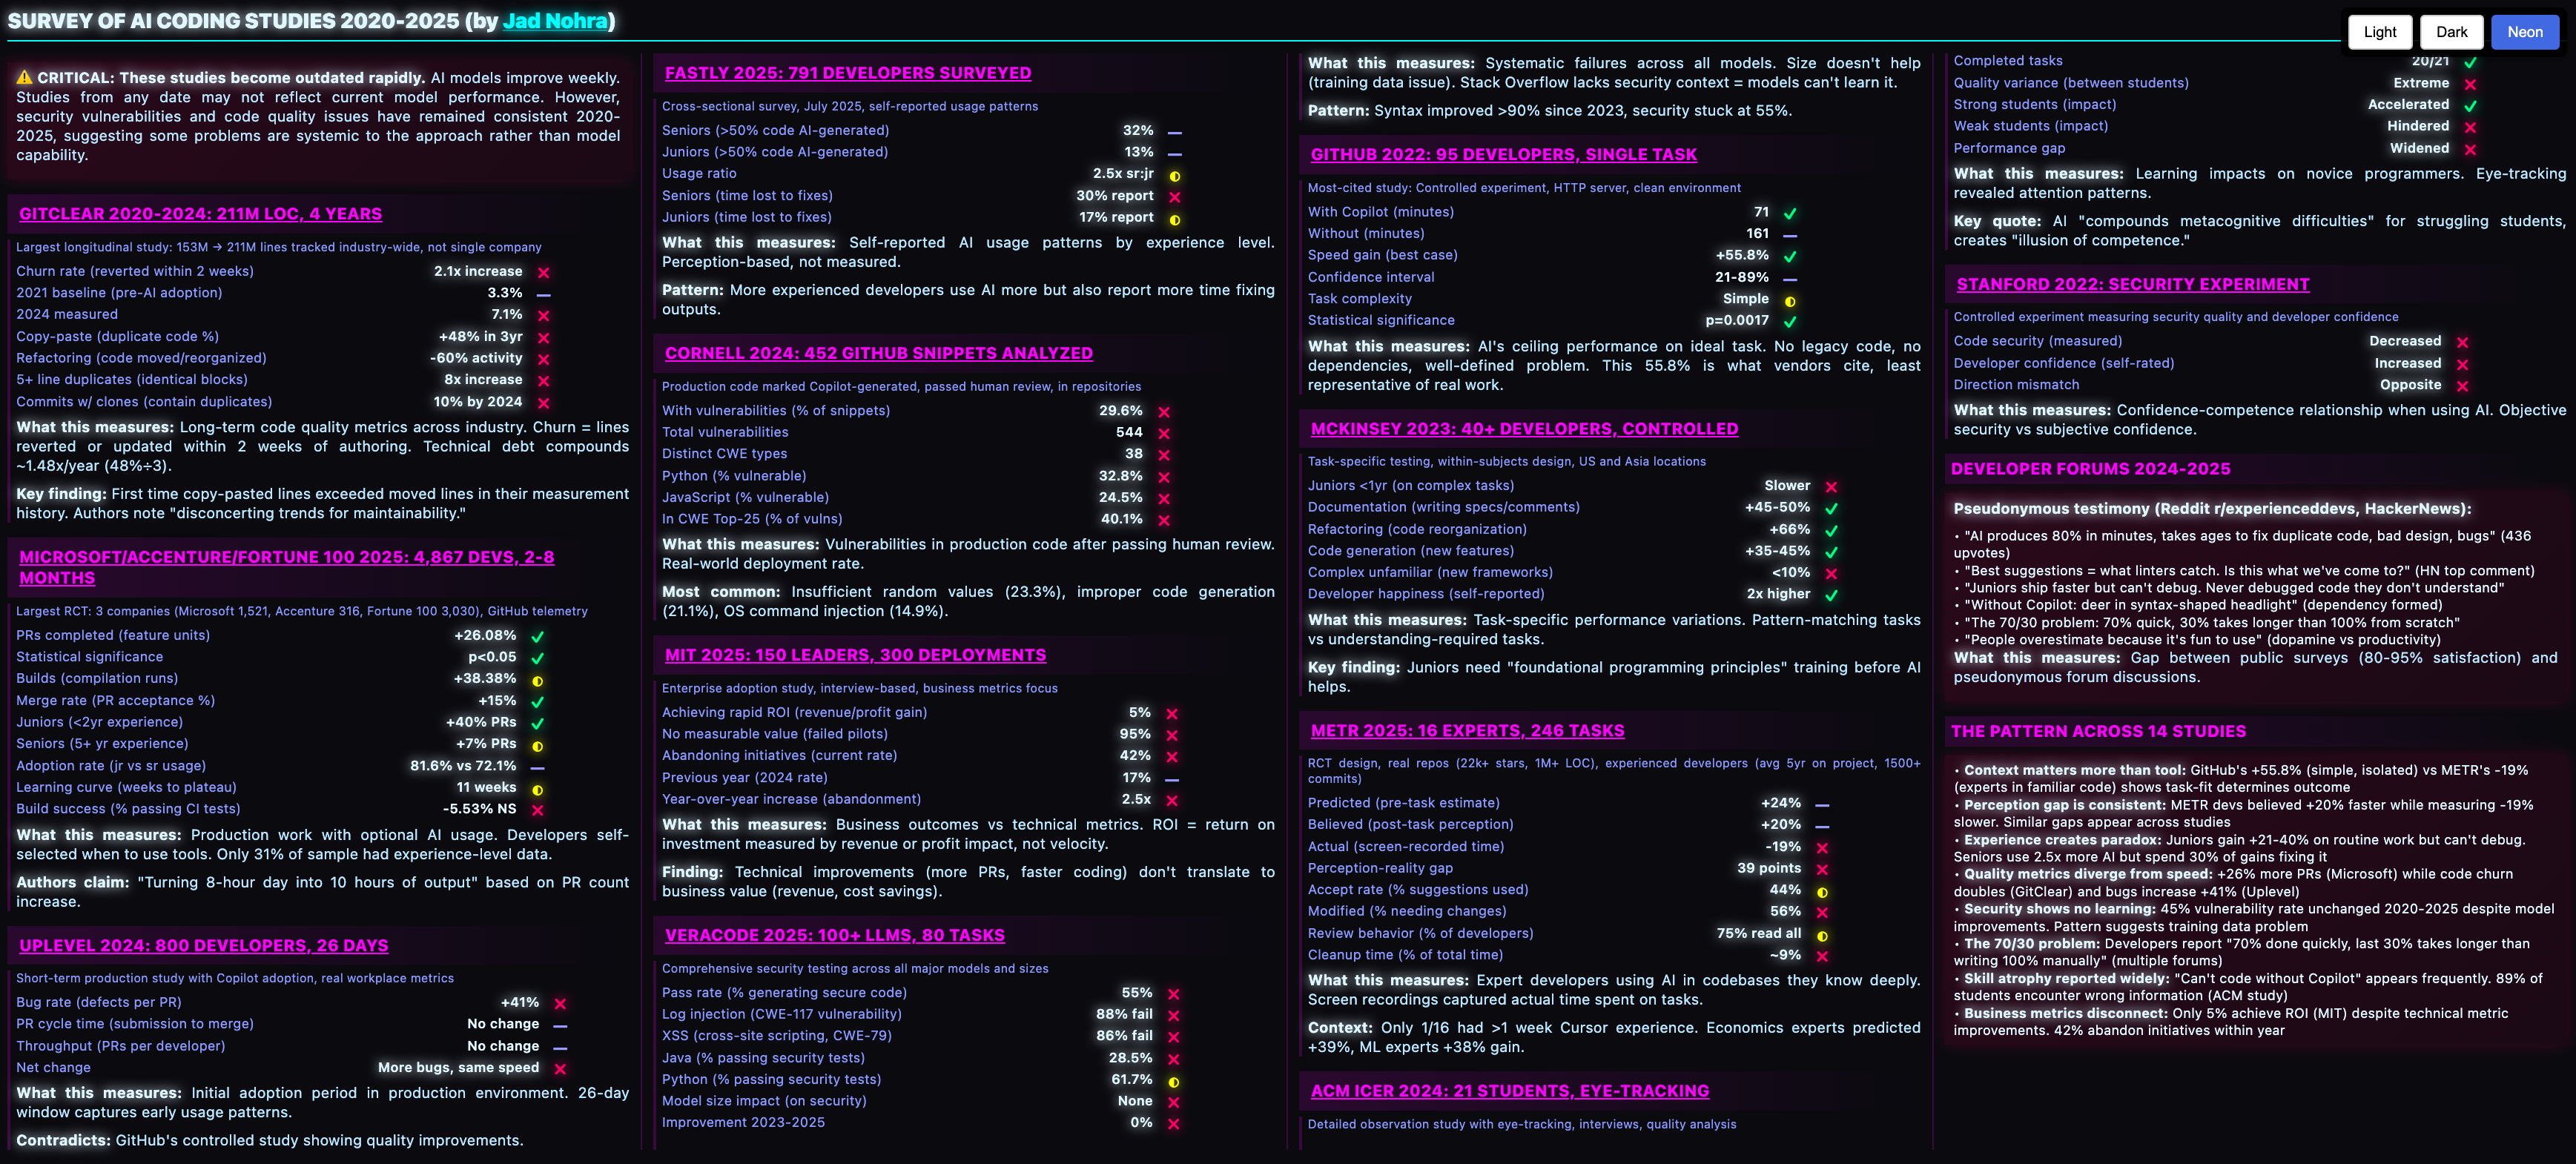 SURVEY OF AI CODING STUDIES 2020-2025 (by Jad Nohra)
Light
Dark
Neon
⚠️ CRITICAL: These studies become outdated rapidly. AI models improve weekly.
Studies from any date may not reflect current model performance. However,
security vulnerabilities and code quality issues have remained consistent 2020-
2025, suggesting some problems are systemic to the approach rather than model
capability.
GITCLEAR 2020-2024: 211M LOC, 4 YEARS
Largest longitudinal study: 153M → 211M lines tracked industry-wide, not single company
Churn rate (reverted within 2 weeks) 2.1x increase ✕
2021 baseline (pre-AI adoption) 3.3% —
2024 measured 7.1% ✕
Copy-paste (duplicate code %) +48% in 3yr ✕
Refactoring (code moved/reorganized) -60% activity ✕
5+ line duplicates (identical blocks) 8x increase ✕
Commits w/ clones (contain duplicates) 10% by 2024 ✕
What this measures: Long-term code quality metrics across industry. Churn = lines
reverted or updated within 2 weeks of authoring. Technical debt compounds
~1.48x/year (48%÷3).
Key finding: First time copy-pasted lines exceeded moved lines in their measurement
history. Authors note "disconcerting trends for maintainability."
MICROSOFT/ACCENTURE/FORTUNE 100 2025: 4,867 DEVS, 2-8
MONTHS
Largest RCT: 3 companies (Microsoft 1,521, Accenture 316, Fortune 100 3,030), GitHub telemetry
PRs completed (feature units) +26.08% ✓
Statistical significance p<0.05 ✓
Builds (compilation runs) +38.38% ◐
Merge rate (PR acceptance %) +15% ✓
Juniors (<2yr experience) +40% PRs ✓
Seniors (5+ yr experience) +7% PRs ◐
Adoption rate (jr vs sr usage) 81.6% vs 72.1% —
Learning curve (weeks to plateau) 11 weeks ◐
Build success (% passing CI tests) -5.53% NS ✕
What this measures: Production work with optional AI usage. Developers self-
selected when to use tools. Only 31% of sample had experience-level data.
Authors claim: "Turning 8-hour day into 10 hours of output" based on PR count
increase.
UPLEVEL 2024: 800 DEVELOPERS, 26 DAYS
Short-term production study with Copilot adoption, real workplace metrics
Bug rate (defects per PR) +41% ✕
PR cycle time (submission to merge) No change —
Throughput (PRs per developer) No change —
Net change More bugs, same speed ✕
What this measures: Initial adoption period in production environment. 26-day
window captures early usage patterns.
Contradicts: GitHub's controlled study showing quality improvements.
FASTLY 2025: 791 DEVELOPERS SURVEYED
Cross-sectional survey, July 2025, self-reported usage patterns
Seniors (>50% code AI-generated) 32% —
Juniors (>50% code AI-generated) 13% —
Usage ratio 2.5x sr:jr ◐
Seniors (time lost to fixes) 30% report ✕
Juniors (time lost to fixes) 17% report ◐
What this measures: Self-reported AI usage patterns by experience level.
Perception-based, not measured.
Pattern: More experienced developers use AI more but also report more time fixing
outputs.
CORNELL 2024: 452 GITHUB SNIPPETS ANALYZED
Production code marked Copilot-generated, passed human review, in repositories
With vulnerabilities (% of snippets) 29.6% ✕
Total vulnerabilities 544 ✕
Distinct CWE types 38 ✕
Python (% vulnerable) 32.8% ✕
JavaScript (% vulnerable) 24.5% ✕
In CWE Top-25 (% of vulns) 40.1% ✕
What this measures: Vulnerabilities in production code after passing human review.
Real-world deployment rate.
Most common: Insufficient random values (23.3%), improper code generation
(21.1%), OS command injection (14.9%).
MIT 2025: 150 LEADERS, 300 DEPLOYMENTS
Enterprise adoption study, interview-based, business metrics focus
Achieving rapid ROI (revenue/profit gain) 5% ✕
No measurable value (failed pilots) 95% ✕
Abandoning initiatives (current rate) 42% ✕
Previous year (2024 rate) 17% —
Year-over-year increase (abandonment) 2.5x ✕
What this measures: Business outcomes vs technical metrics. ROI = return on
investment measured by revenue or profit impact, not velocity.
Finding: Technical improvements (more PRs, faster coding) don't translate to
business value (revenue, cost savings).
VERACODE 2025: 100+ LLMS, 80 TASKS
Comprehensive security testing across all major models and sizes
Pass rate (% generating secure code) 55% ✕
Log injection (CWE-117 vulnerability) 88% fail ✕
XSS (cross-site scripting, CWE-79) 86% fail ✕
Java (% passing security tests) 28.5% ✕
Python (% passing security tests) 61.7% ◐
Model size impact (on security) None ✕
Improvement 2023-2025 0% ✕
What this measures: Systematic failures across all models. Size doesn't help
(training data issue). Stack Overflow lacks security context = models can't learn it.
Pattern: Syntax improved >90% since 2023, security stuck at 55%.
GITHUB 2022: 95 DEVELOPERS, SINGLE TASK
Most-cited study: Controlled experiment, HTTP server, clean environment
With Copilot (minutes) 71 ✓
Without (minutes) 161 —
Speed gain (best case) +55.8% ✓
Confidence interval 21-89% —
Task complexity Simple ◐
Statistical significance p=0.0017 ✓
What this measures: AI's ceiling performance on ideal task. No legacy code, no
dependencies, well-defined problem. This 55.8% is what vendors cite, least
representative of real work.
MCKINSEY 2023: 40+ DEVELOPERS, CONTROLLED
Task-specific testing, within-subjects design, US and Asia locations
Juniors <1yr (on complex tasks) Slower ✕
Documentation (writing specs/comments) +45-50% ✓
Refactoring (code reorganization) +66% ✓
Code generation (new features) +35-45% ✓
Complex unfamiliar (new frameworks) <10% ✕
Developer happiness (self-reported) 2x higher ✓
What this measures: Task-specific performance variations. Pattern-matching tasks
vs understanding-required tasks.
Key finding: Juniors need "foundational programming principles" training before AI
helps.
METR 2025: 16 EXPERTS, 246 TASKS
RCT design, real repos (22k+ stars, 1M+ LOC), experienced developers (avg 5yr on project, 1500+
commits)
Predicted (pre-task estimate) +24% —
Believed (post-task perception) +20% —
Actual (screen-recorded time) -19% ✕
Perception-reality gap 39 points ✕
Accept rate (% suggestions used) 44% ◐
Modified (% needing changes) 56% ✕
Review behavior (% of developers) 75% read all ◐
Cleanup time (% of total time) ~9% ✕
What this measures: Expert developers using AI in codebases they know deeply.
Screen recordings captured actual time spent on tasks.
Context: Only 1/16 had >1 week Cursor experience. Economics experts predicted
+39%, ML experts +38% gain.
ACM ICER 2024: 21 STUDENTS, EYE-TRACKING
Detailed observation study with eye-tracking, interviews, quality analysis
Completed tasks 20/21 ✓
Quality variance (between students) Extreme ✕
Strong students (impact) Accelerated ✓
Weak students (impact) Hindered ✕
Performance gap Widened ✕
What this measures: Learning impacts on novice programmers. Eye-tracking
revealed attention patterns.
Key quote: AI "compounds metacognitive difficulties" for struggling students,
creates "illusion of competence."
STANFORD 2022: SECURITY EXPERIMENT
Controlled experiment measuring security quality and developer confidence
Code security (measured) Decreased ✕
Developer confidence (self-rated) Increased ✕
Direction mismatch Opposite ✕
What this measures: Confidence-competence relationship when using AI. Objective
security vs subjective confidence.
DEVELOPER FORUMS 2024-2025
Pseudonymous testimony (Reddit r/experienceddevs, HackerNews):
• "AI produces 80% in minutes, takes ages to fix duplicate code, bad design, bugs" (436
upvotes)
• "Best suggestions = what linters catch. Is this what we've come to?" (HN top comment)
• "Juniors ship faster but can't debug. Never debugged code they don't understand"
• "Without Copilot: deer in syntax-shaped headlight" (dependency formed)
• "The 70/30 problem: 70% quick, 30% takes longer than 100% from scratch"
• "People overestimate because it's fun to use" (dopamine vs productivity)
What this measures: Gap between public surveys (80-95% satisfaction) and
pseudonymous forum discussions.
THE PATTERN ACROSS 14 STUDIES
• Context matters more than tool: GitHub's +55.8% (simple, isolated) vs METR's -19%
(experts in familiar code) shows task-fit determines outcome
• Perception gap is consistent: METR devs believed +20% faster while measuring -19%
slower. Similar gaps appear across studies
• Experience creates paradox: Juniors gain +21-40% on routine work but can't debug.
Seniors use 2.5x more AI but spend 30% of gains fixing it
• Quality metrics diverge from speed: +26% more PRs (Microsoft) while code churn
doubles (GitClear) and bugs increase +41% (Uplevel)
• Security shows no learning: 45% vulnerability rate unchanged 2020-2025 despite model
improvements. Pattern suggests training data problem
• The 70/30 problem: Developers report "70% done quickly, last 30% takes longer than
writing 100% manually" (multiple forums)
• Skill atrophy reported widely: "Can't code without Copilot" appears frequently. 89% of
students encounter wrong information (ACM study)
• Business metrics disconnect: Only 5% achieve ROI (MIT) despite technical metric
improvements. 42% abandon initiatives within year